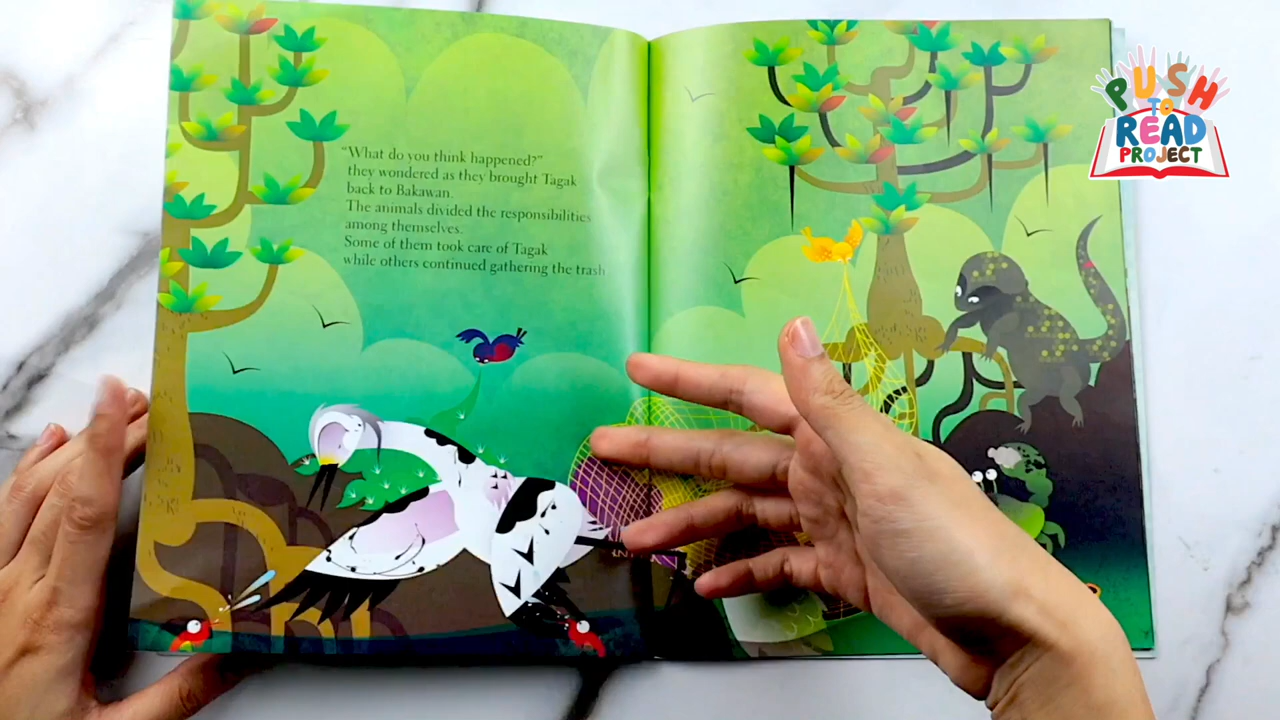 "What do you think happened?"
they wondered as they brought Tagak
back to Bakawan.
The animals divided the responsibilities
among themselves.
Some of them took care of Tagak
while others continued gathering the trash
PUSH
TO
READ
PROJECT